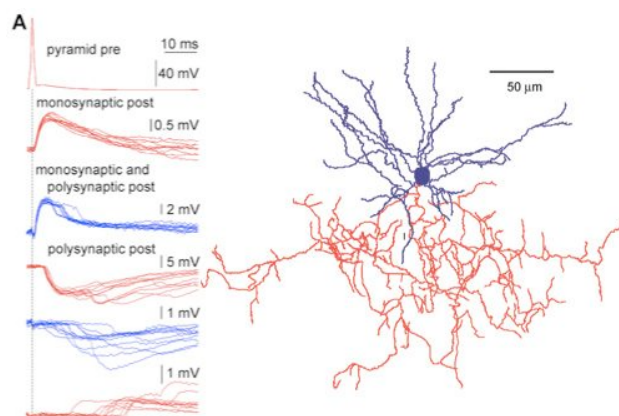 A
pyramid pre
10 ms
40 mV
monosynaptic post
0.5 mV
50 μm
monosynaptic and
polysynaptic post
2 mV
polysynaptic post
5 mV
1 mV
1 mV